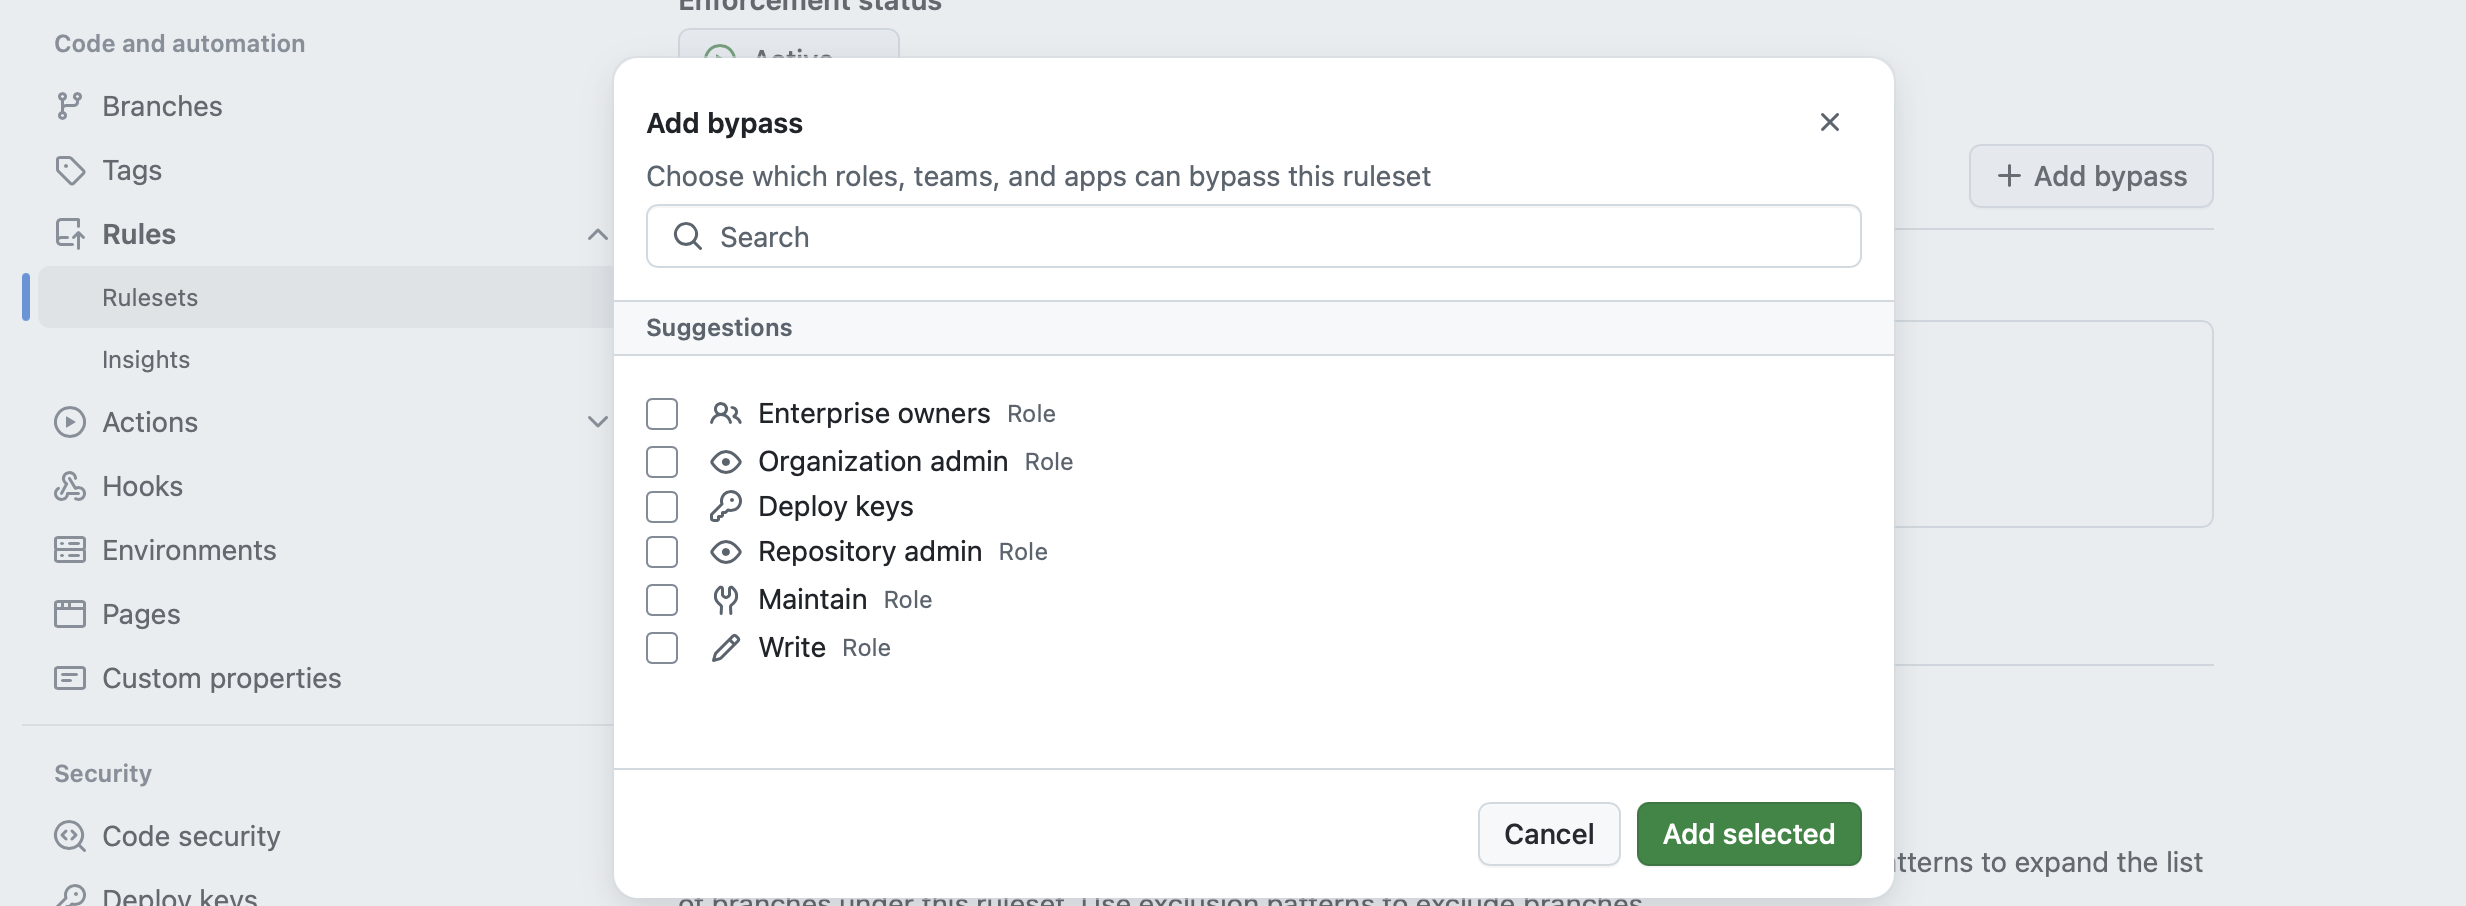 Enforcement status
Code and automation
Active
Branches
Tags
Rules
Rulesets
Insights
Actions
Hooks
Environments
Pages
Custom properties
Security
Code security
Deploy keys
Add bypass
Choose which roles, teams, and apps can bypass this ruleset
Search
Suggestions
Enterprise owners Role
Organization admin Role
Deploy keys
Repository admin Role
Maintain Role
Write Role
Cancel Add selected
Add bypass
to expand the list
of branches under this ruleset. Use exclusion patterns to exclude branches